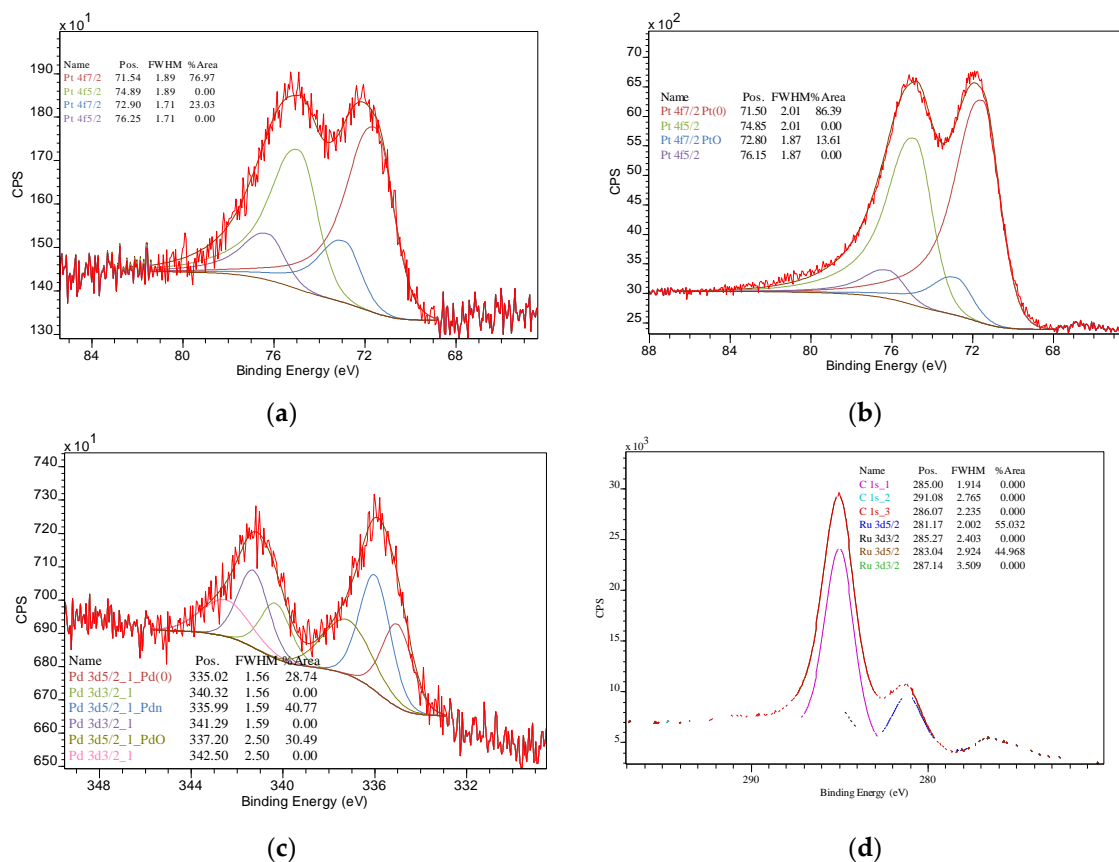 x 10¹
190
180
170
160
150
140
130
CPS
Name Pos. FWHM %Area
Pt 4f7/2 71.54 1.89 76.97
Pt 4f5/2 74.89 1.89 0.00
Pt 4f7/2 72.90 1.71 23.03
Pt 4f5/2 76.25 1.71 0.00
84 80 76 72 68
Binding Energy (eV)
(a)
x 10²
70
65
60
55
50
45
40
35
30
25
CPS
Name Pos. FWHM %Area
Pt 4f7/2 Pt(0) 71.50 2.01 86.39
Pt 4f5/2 74.85 2.01 0.00
Pt 4f7/2 PtO 72.80 1.87 13.61
Pt 4f5/2 76.15 1.87 0.00
88 84 80 76 72 68
Binding Energy (eV)
(b)
x 10¹
740
730
720
710
700
690
680
670
660
650
CPS
Name Pos. FWHM %Area
Pd 3d5/2_1_Pd(0) 335.02 1.56 28.74
Pd 3d3/2_1 340.32 1.56 0.00
Pd 3d5/2_1_Pdn 335.99 1.59 40.77
Pd 3d3/2_1 341.29 1.59 0.00
Pd 3d5/2_1_PdO 337.20 2.50 30.49
Pd 3d3/2_1 342.50 2.50 0.00
348 344 340 336 332
Binding Energy (eV)
(c)
x 10³
30
20
10
5
CPS
Name Pos. FWHM %Area
C 1s_1 285.00 1.914 0.000
C 1s_2 291.08 2.765 0.000
C 1s_3 286.07 2.235 0.000
Ru 3d5/2 281.17 2.002 55.032
Ru 3d3/2 285.27 2.403 0.000
Ru 3d5/2 283.04 2.924 44.968
Ru 3d3/2 287.14 3.509 0.000
290 280
Binding Energy (eV)
(d)